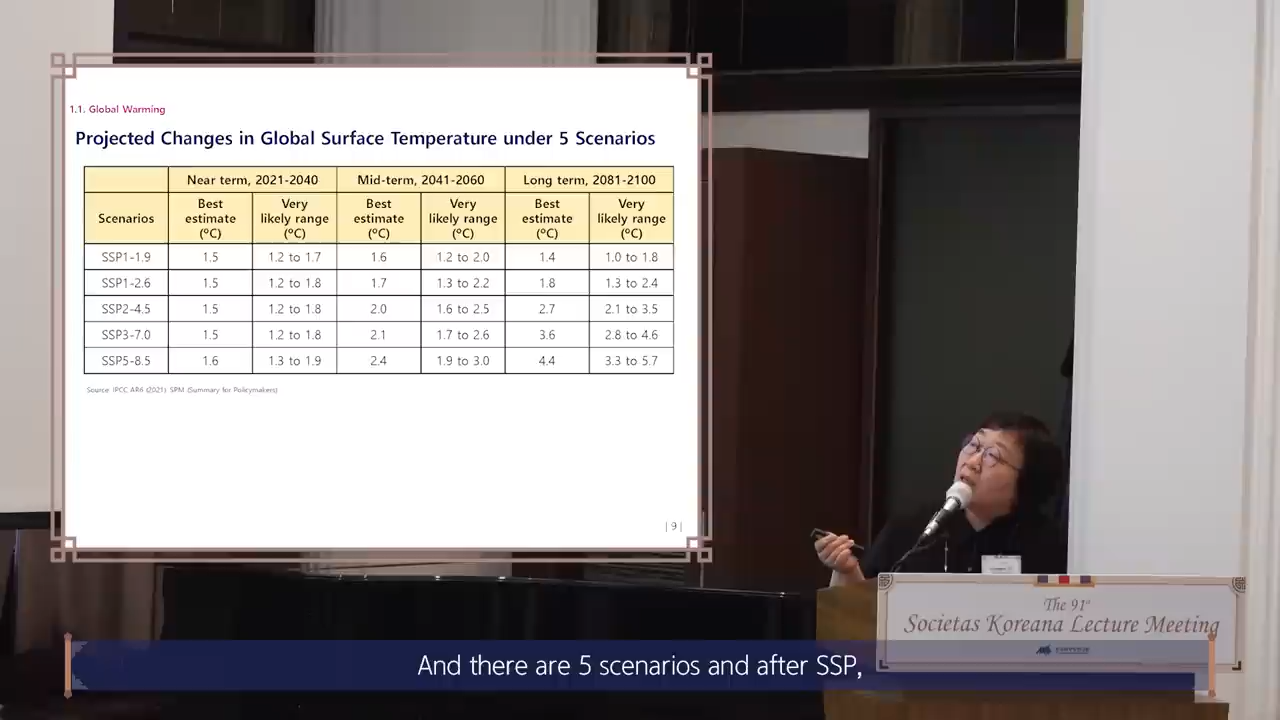 1.1. Global Warming
Projected Changes in Global Surface Temperature under 5 Scenarios
Near term, 2021-2040 Mid-term, 2041-2060 Long term, 2081-2100
Scenarios Best estimate (ºC) Very likely range (ºC) Best estimate (ºC) Very likely range (ºC) Best estimate (ºC) Very likely range (ºC)
SSP1-1.9 1.5 1.2 to 1.7 1.6 1.2 to 2.0 1.4 1.0 to 1.8
SSP1-2.6 1.5 1.2 to 1.8 1.7 1.3 to 2.2 1.8 1.3 to 2.4
SSP2-4.5 1.5 1.2 to 1.8 2.0 1.6 to 2.5 2.7 2.1 to 3.5
SSP3-7.0 1.5 1.2 to 1.8 2.1 1.7 to 2.6 3.6 2.8 to 4.6
SSP5-8.5 1.6 1.3 to 1.9 2.4 1.9 to 3.0 4.4 3.3 to 5.7
Source: IPCC AR6 (2021) SPM (Summary for Policymakers)
| 9 |
The 91st
Societas Koreana Lecture Meeting
And there are 5 scenarios and after SSP,